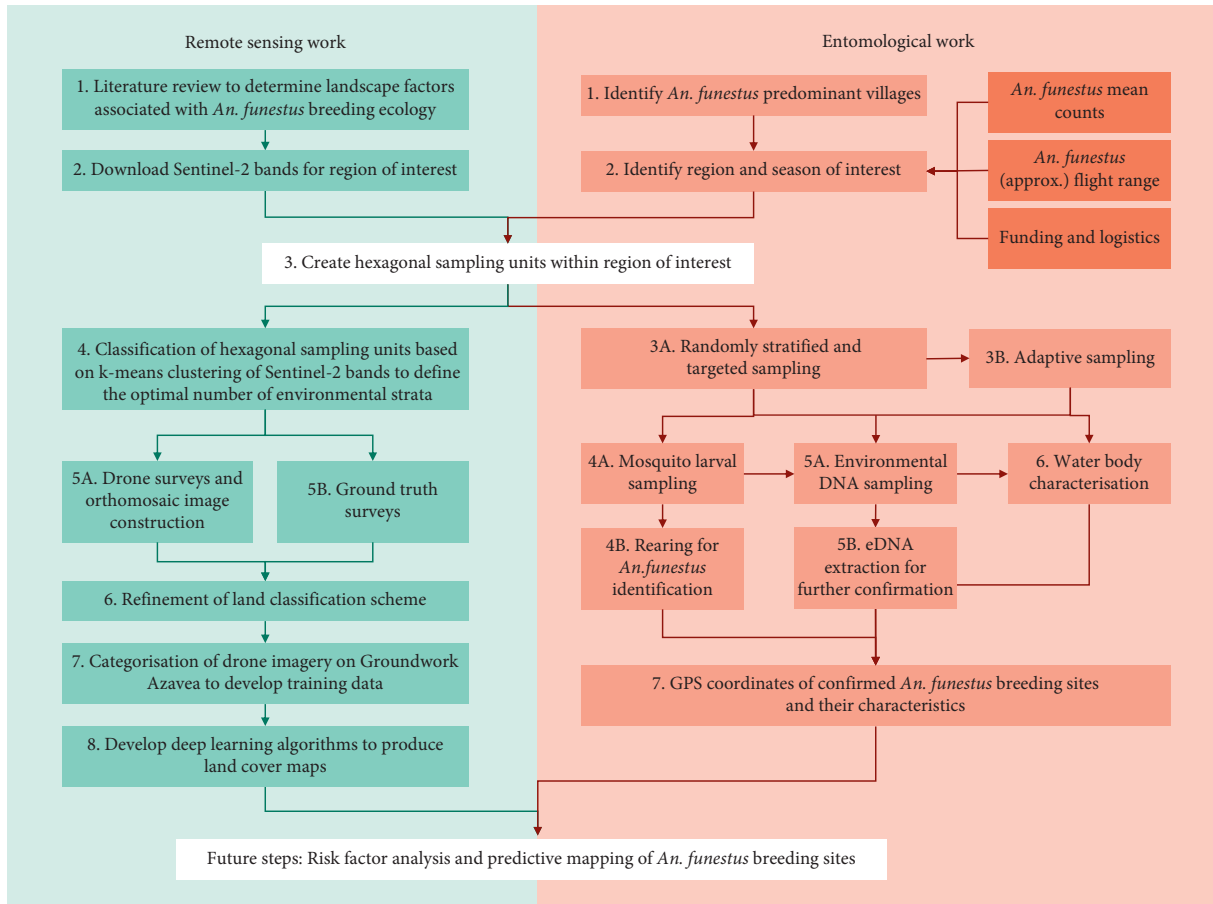 Remote sensing work
1. Literature review to determine landscape factors
associated with An. funestus breeding ecology
2. Download Sentinel-2 bands for region of interest
Entomological work
1. Identify An. funestus predominant villages
2. Identify region and season of interest
An. funestus mean
counts
An. funestus
(approx.) flight range
Funding and logistics
3. Create hexagonal sampling units within region of interest
4. Classification of hexagonal sampling units based
on k-means clustering of Sentinel-2 bands to define
the optimal number of environmental strata
5A. Drone surveys and
orthomosaic image
construction
5B. Ground truth
surveys
6. Refinement of land classification scheme
7. Categorisation of drone imagery on Groundwork
Azavea to develop training data
8. Develop deep learning algorithms to produce
land cover maps
3A. Randomly stratified and
targeted sampling
3B. Adaptive sampling
4A. Mosquito larval
sampling
5A. Environmental
DNA sampling
6. Water body
characterisation
4B. Rearing for
An.funestus
identification
5B. eDNA
extraction for
further confirmation
7. GPS coordinates of confirmed An. funestus breeding sites
and their characteristics
Future steps: Risk factor analysis and predictive mapping of An. funestus breeding sites